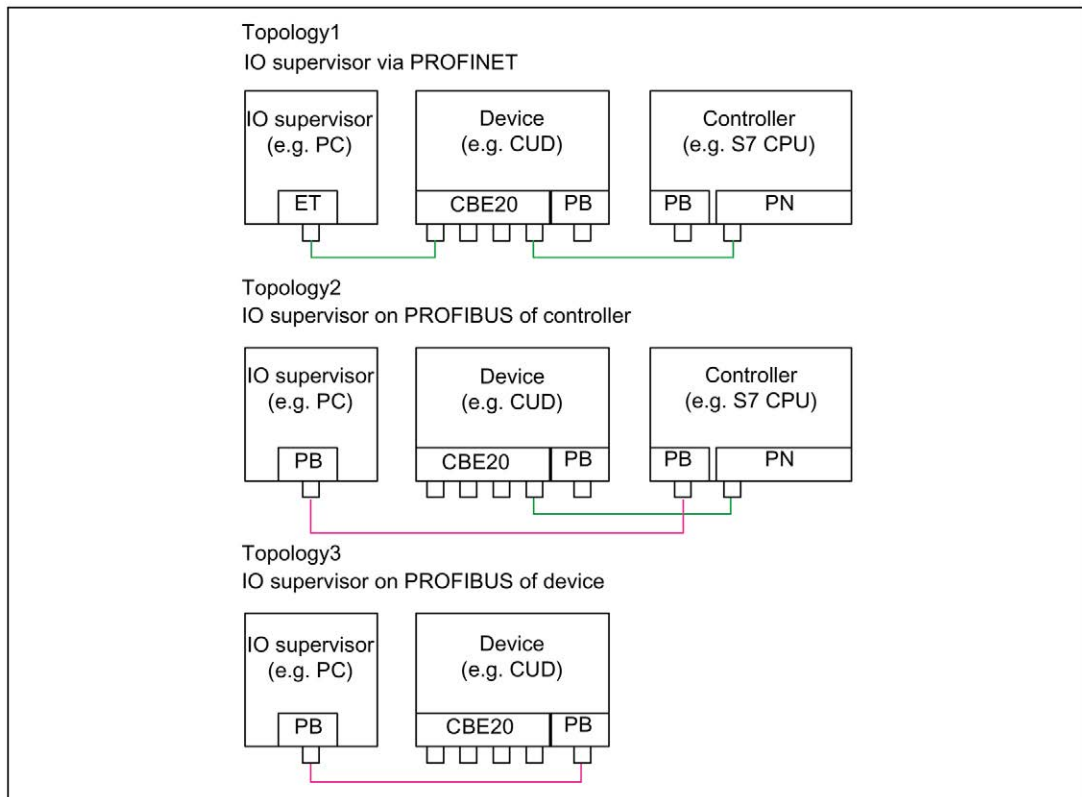 Topology1
IO supervisor via PROFINET
IO supervisor
(e.g. PC)
ET
Device
(e.g. CUD)
CBE20
PB
Controller
(e.g. S7 CPU)
PB
PN
Topology2
IO supervisor on PROFIBUS of controller
IO supervisor
(e.g. PC)
PB
Device
(e.g. CUD)
CBE20
PB
Controller
(e.g. S7 CPU)
PB
PN
Topology3
IO supervisor on PROFIBUS of device
IO supervisor
(e.g. PC)
PB
Device
(e.g. CUD)
CBE20
PB